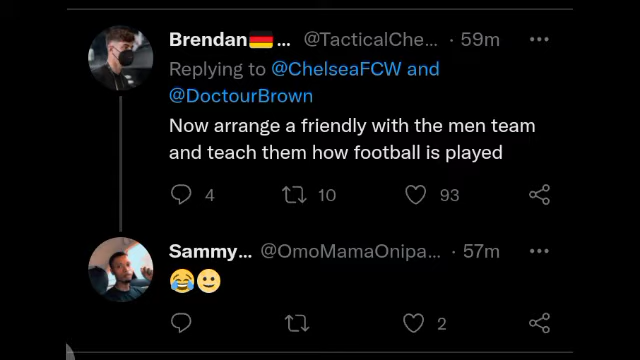 Brendan🇩🇪... @TacticalChe... · 59m
Replying to @ChelseaFCW and
@DoctourBrown
Now arrange a friendly with the men team
and teach them how football is played
4 10 93
Sammy... @OmoMamaOnipa... · 57m
😂🙂
2